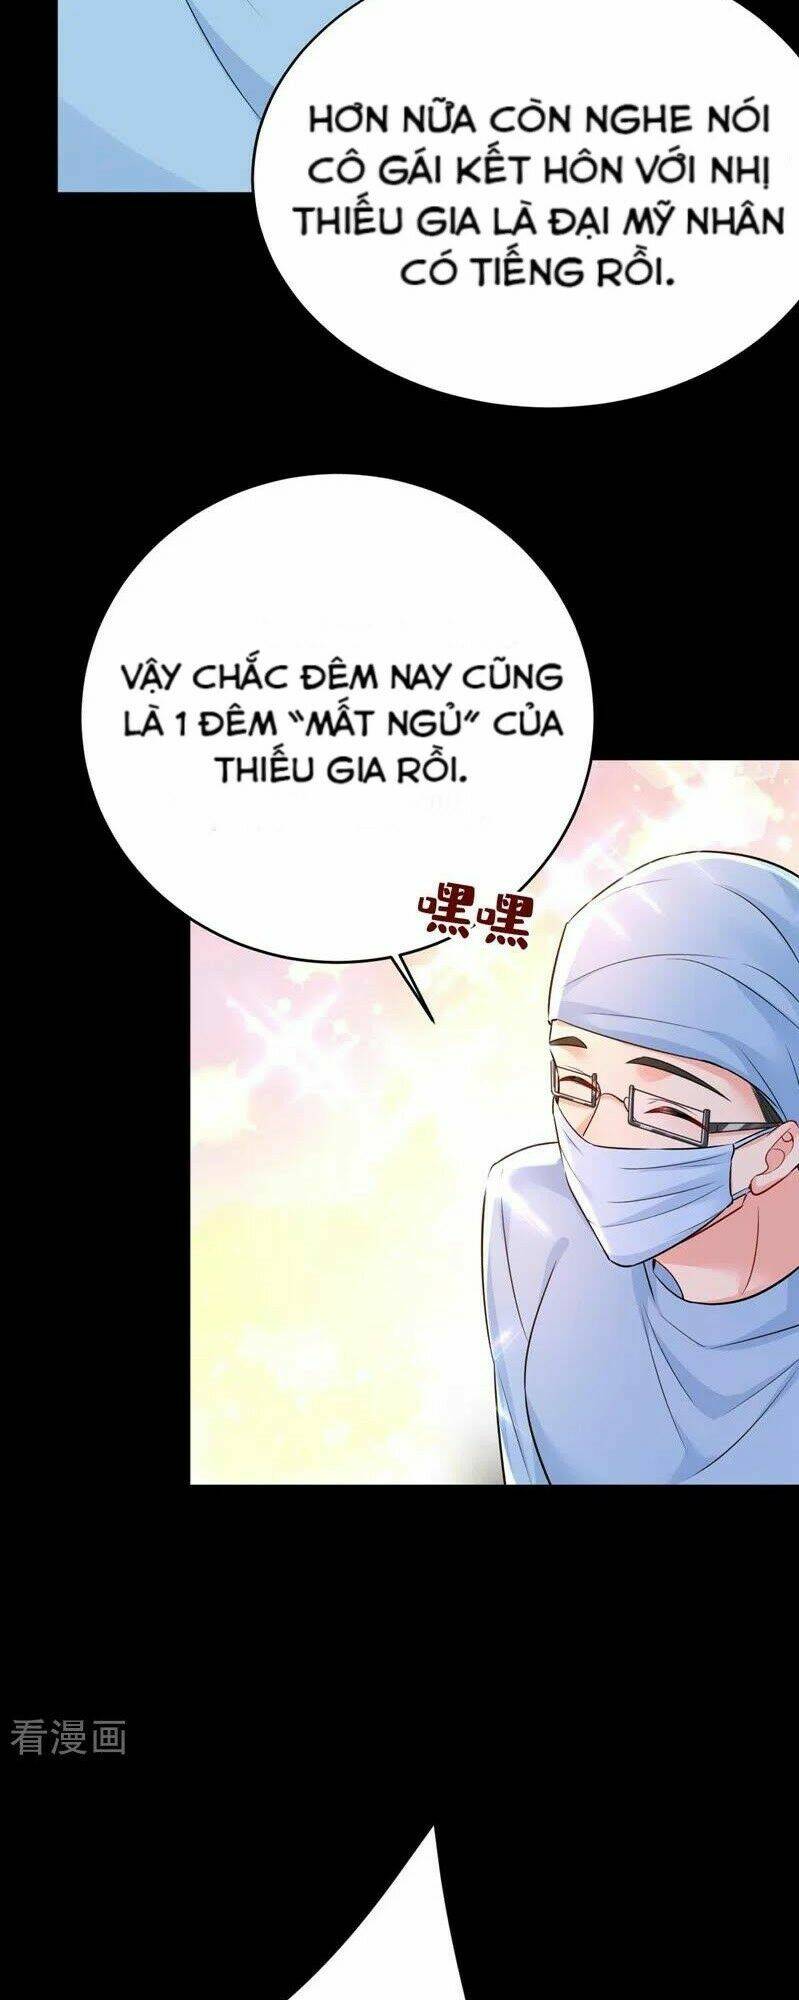 HƠN NỮA CÒN NGHE NÓI
CÔ GÁI KẾT HÔN VỚI NHỊ
THIẾU GIA LÀ ĐẠI MỸ NHÂN
CÓ TIẾNG RỒI.
VẬY CHẮC ĐÊM NAY CŨNG
LÀ 1 ĐÊM "MẤT NGỦ" CỦA
THIẾU GIA RỒI.
嘿嘿
看漫画